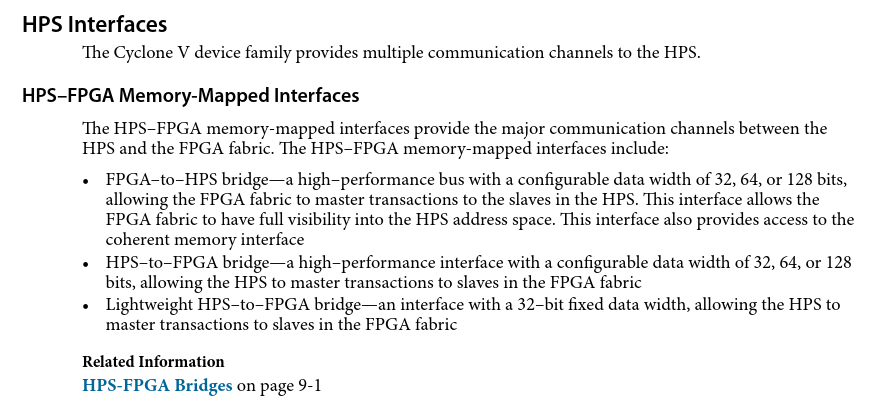 HPS Interfaces
The Cyclone V device family provides multiple communication channels to the HPS.
HPS–FPGA Memory-Mapped Interfaces
The HPS–FPGA memory-mapped interfaces provide the major communication channels between the
HPS and the FPGA fabric. The HPS–FPGA memory-mapped interfaces include:
• FPGA–to–HPS bridge—a high–performance bus with a configurable data width of 32, 64, or 128 bits,
allowing the FPGA fabric to master transactions to the slaves in the HPS. This interface allows the
FPGA fabric to have full visibility into the HPS address space. This interface also provides access to the
coherent memory interface
• HPS–to–FPGA bridge—a high–performance interface with a configurable data width of 32, 64, or 128
bits, allowing the HPS to master transactions to slaves in the FPGA fabric
• Lightweight HPS–to–FPGA bridge—an interface with a 32–bit fixed data width, allowing the HPS to
master transactions to slaves in the FPGA fabric
Related Information
HPS-FPGA Bridges on page 9-1